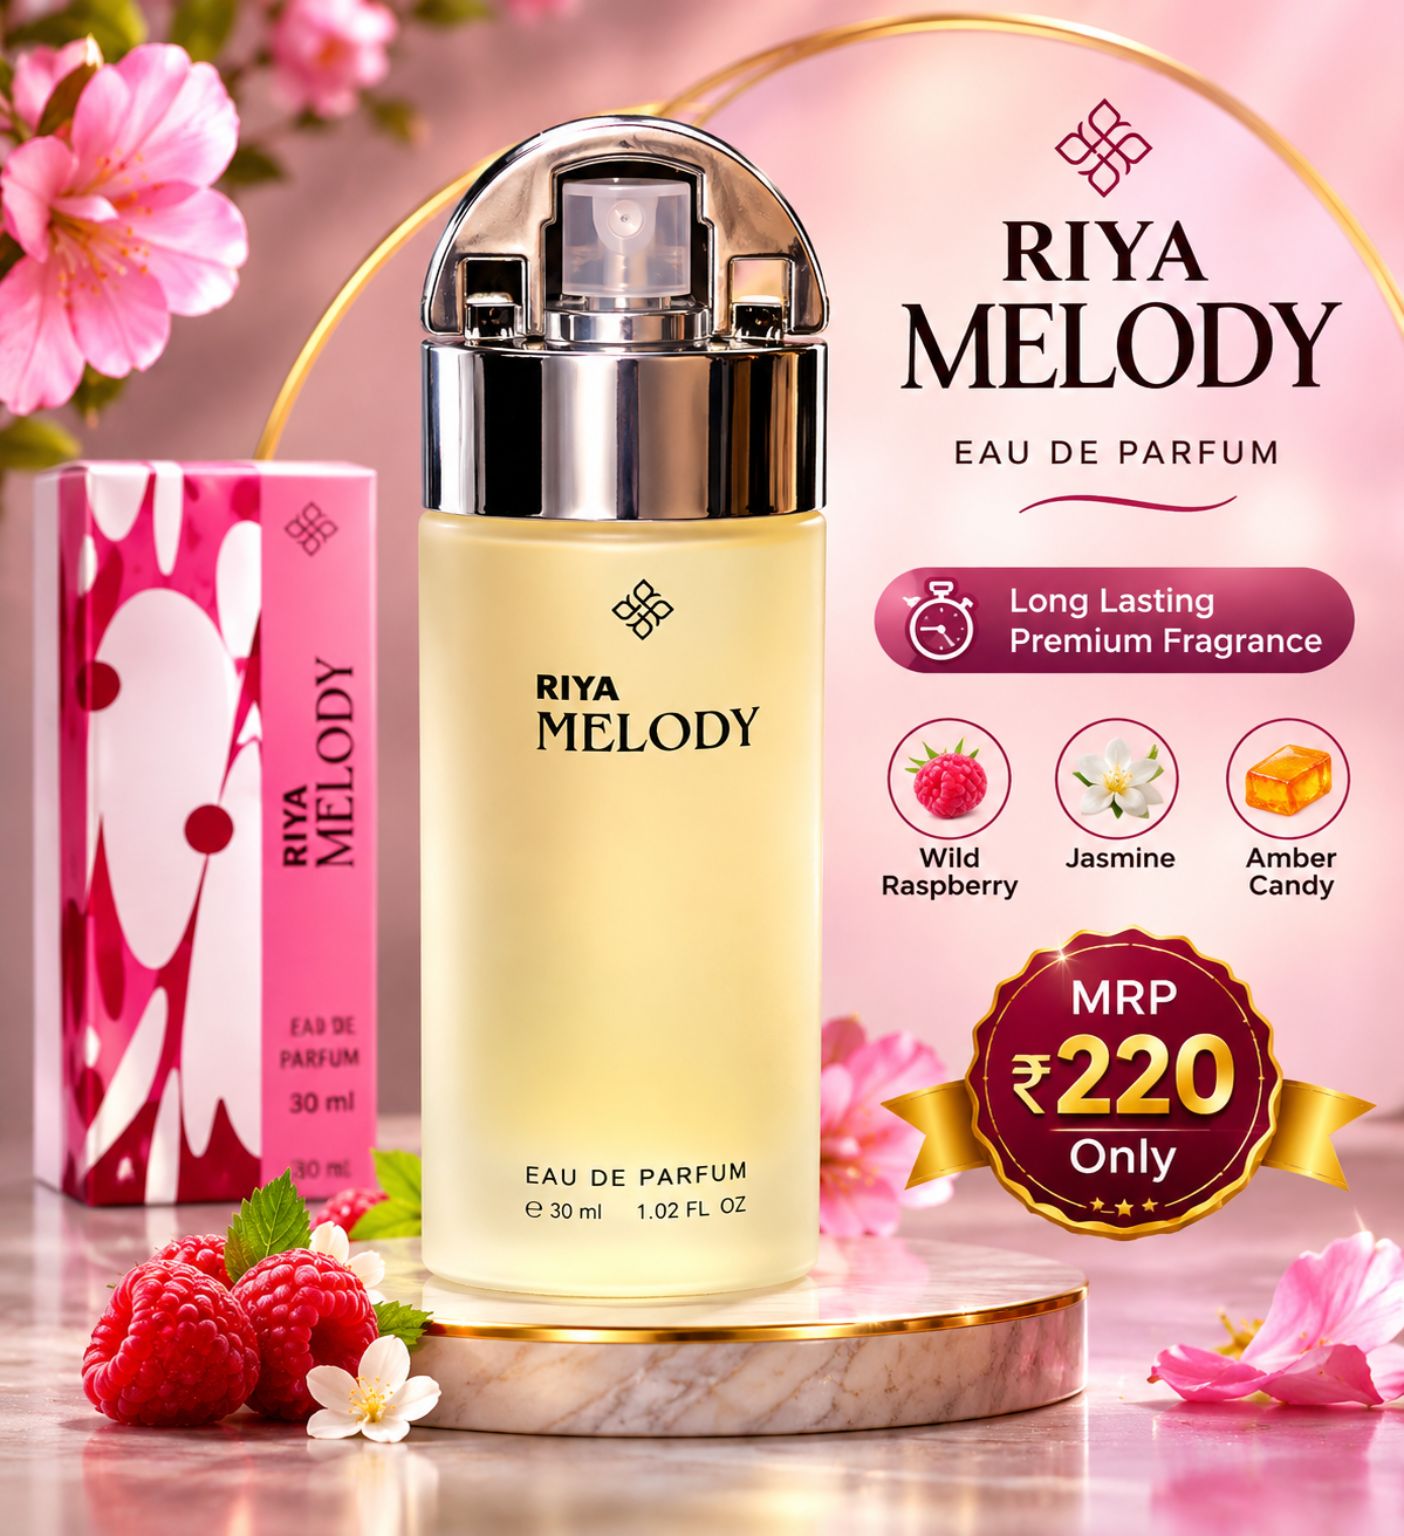 RIYA
MELODY
EAU DE PARFUM
Long Lasting
Premium Fragrance
Wild
Raspberry
Jasmine
Amber
Candy
MRP
₹220
Only
RIYA
MELODY
EAU DE PARFUM
℮ 30 ml 1.02 FL OZ
RIYA
MELODY
EAU DE
PARFUM
30 ml
30 ml